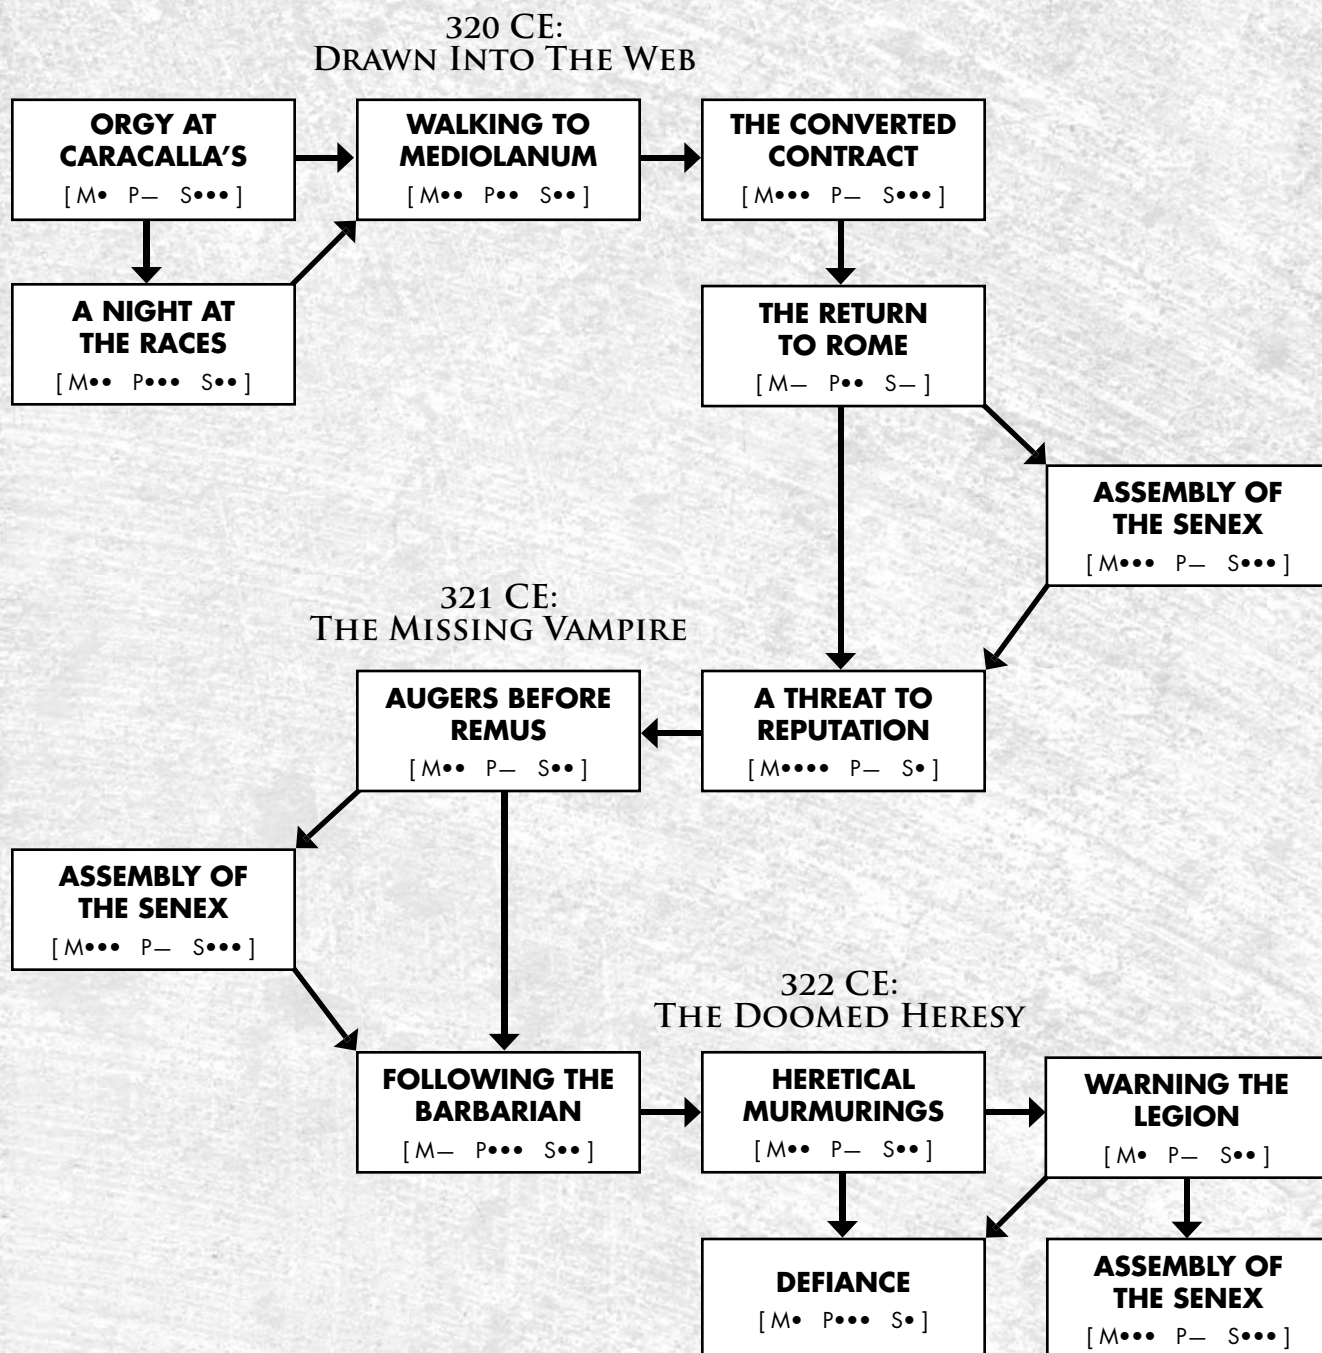 320 CE:
Drawn Into The Web
ORGY AT
CARACALLA'S
[ M• P— S••• ]
WALKING TO
MEDIOLANUM
[ M•• P•• S•• ]
THE CONVERTED
CONTRACT
[ M••• P— S••• ]
A NIGHT AT
THE RACES
[ M•• P••• S•• ]
THE RETURN
TO ROME
[ M— P•• S— ]
ASSEMBLY OF
THE SENEX
[ M••• P— S••• ]
321 CE:
The Missing Vampire
AUGERS BEFORE
REMUS
[ M•• P— S•• ]
A THREAT TO
REPUTATION
[ M•••• P— S• ]
ASSEMBLY OF
THE SENEX
[ M••• P— S••• ]
322 CE:
The Doomed Heresy
FOLLOWING THE
BARBARIAN
[ M— P••• S•• ]
HERETICAL
MURMURINGS
[ M•• P— S•• ]
WARNING THE
LEGION
[ M• P— S•• ]
DEFIANCE
[ M• P••• S• ]
ASSEMBLY OF
THE SENEX
[ M••• P— S••• ]